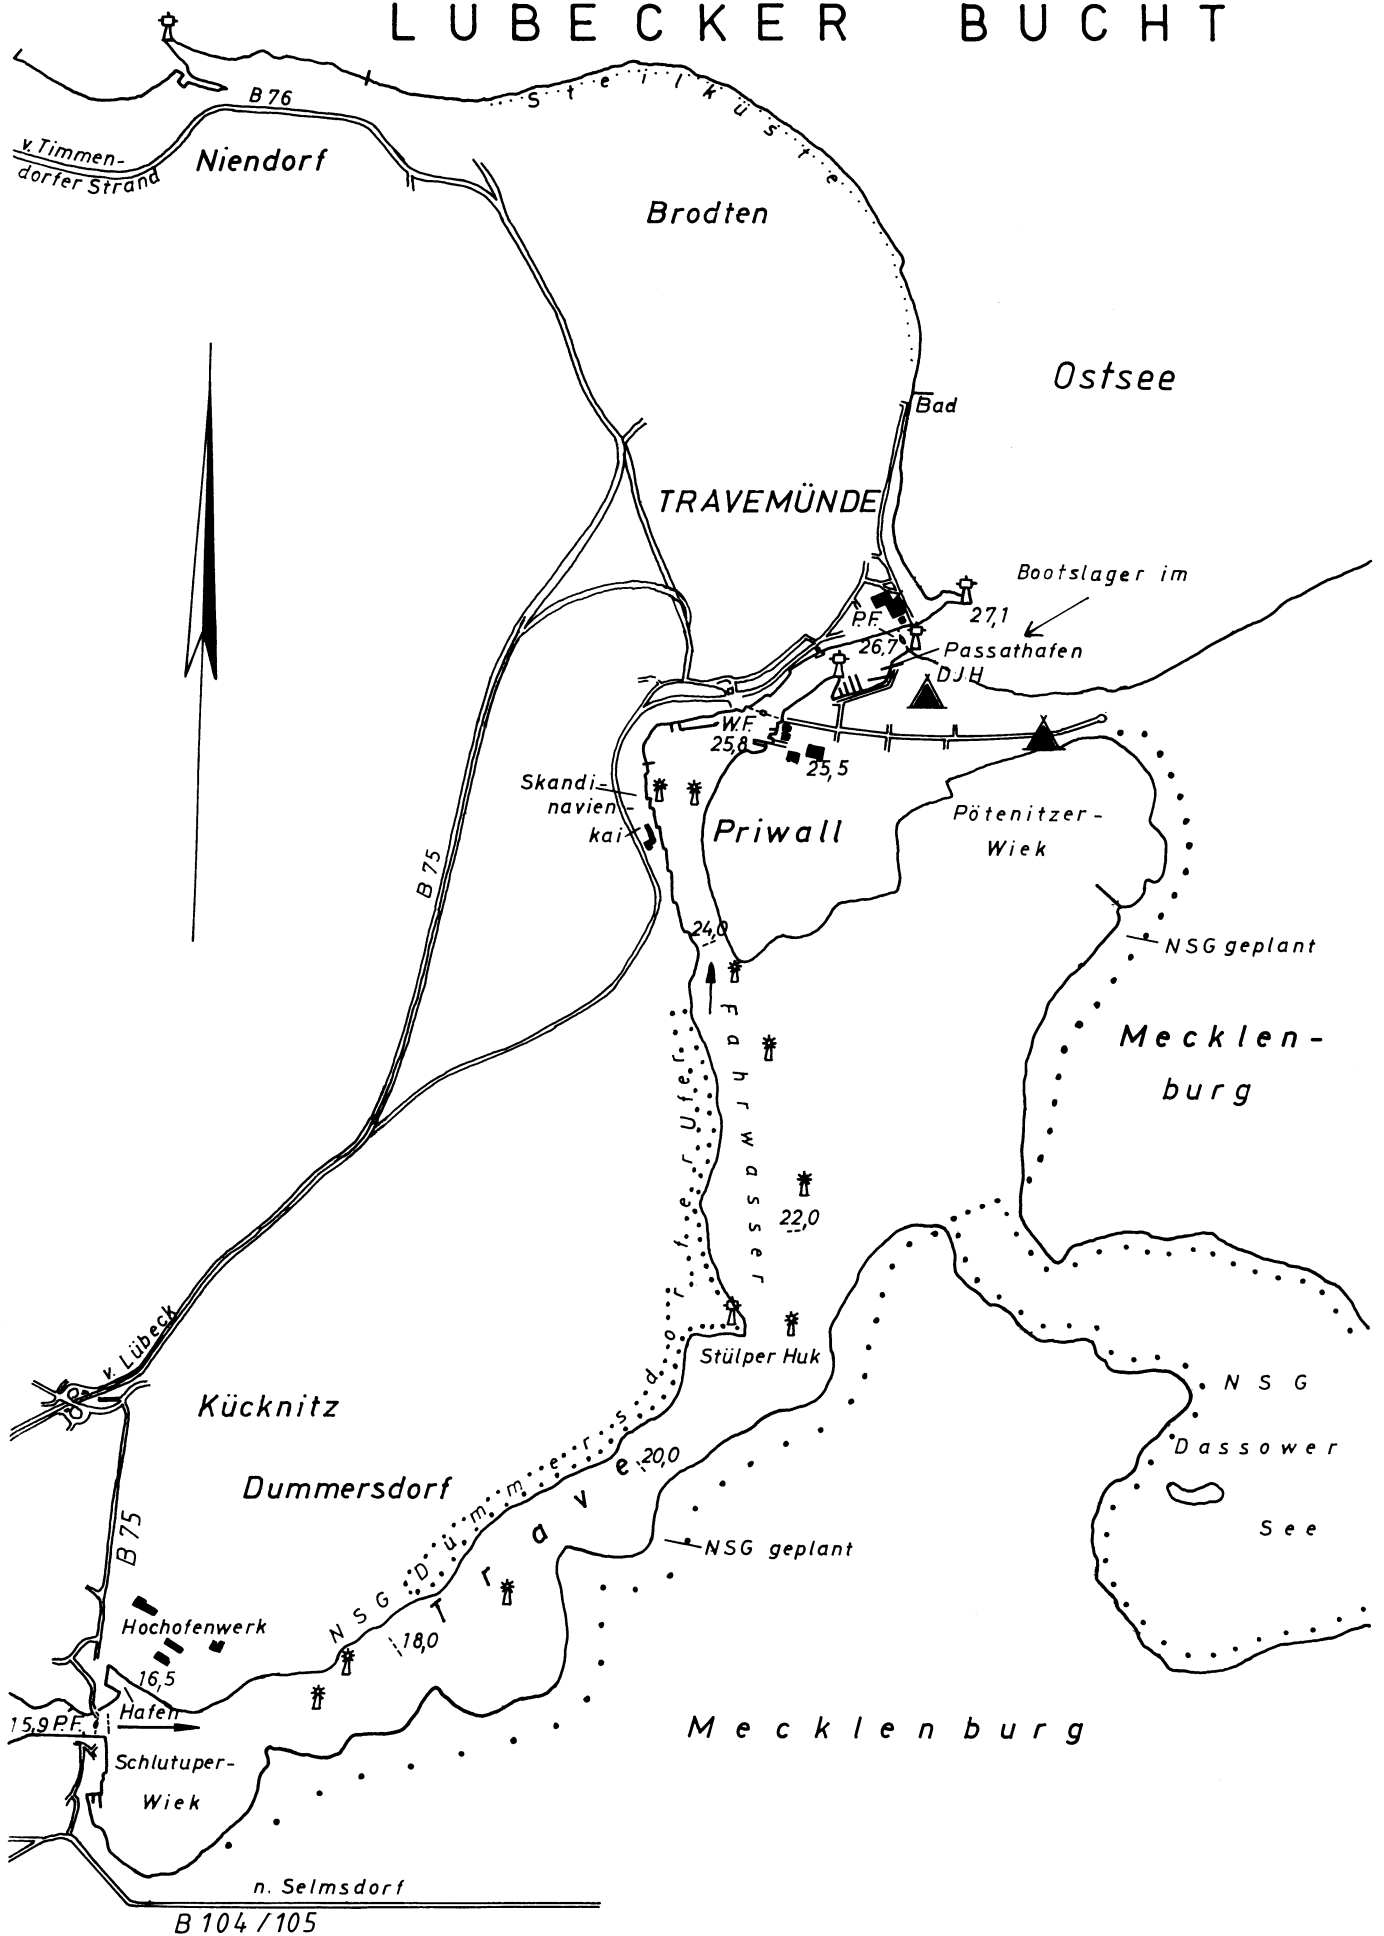 LÜBECKER BUCHT
B 76
Steilküste
v. Timmen-
dorfer Strand
Niendorf
Brodten
Ostsee
Bad
TRAVEMÜNDE
Bootslager im
27,1
P.F.
26,7
Passathafen
DJH
W.F.
25,8
25,5
Skandi-
navien-
kai
Priwall
Pötenitzer-
Wiek
B 75
24,0
NSG geplant
Fahrwasser
Mecklen-
burg
22,0
v. Lübeck
Stülper Huk
Kücknitz
NSG
Dassower
See
20,0
Dummersdorf
NSG Dümmersdorfer Ufer
Trave
B 75
NSG geplant
Hochofenwerk
18,0
16,5
Hafen
15,9 P.F.
Mecklenburg
Schlutuper-
Wiek
n. Selmsdorf
B 104/105